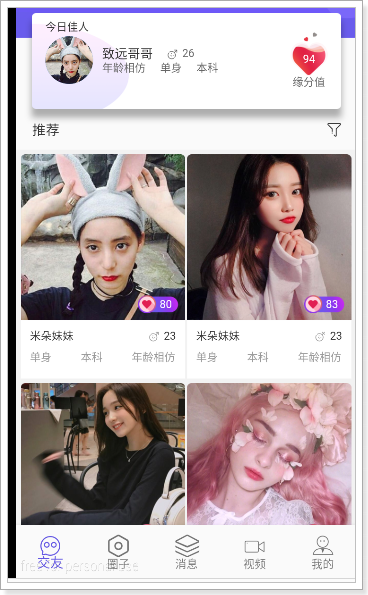 今日佳人
致远哥哥 26
年龄相仿 单身 本科
94
缘分值
推荐
80
83
米朵妹妹 23
单身 本科 年龄相仿
米朵妹妹 23
单身 本科 年龄相仿
交友
圈子
消息
视频
我的